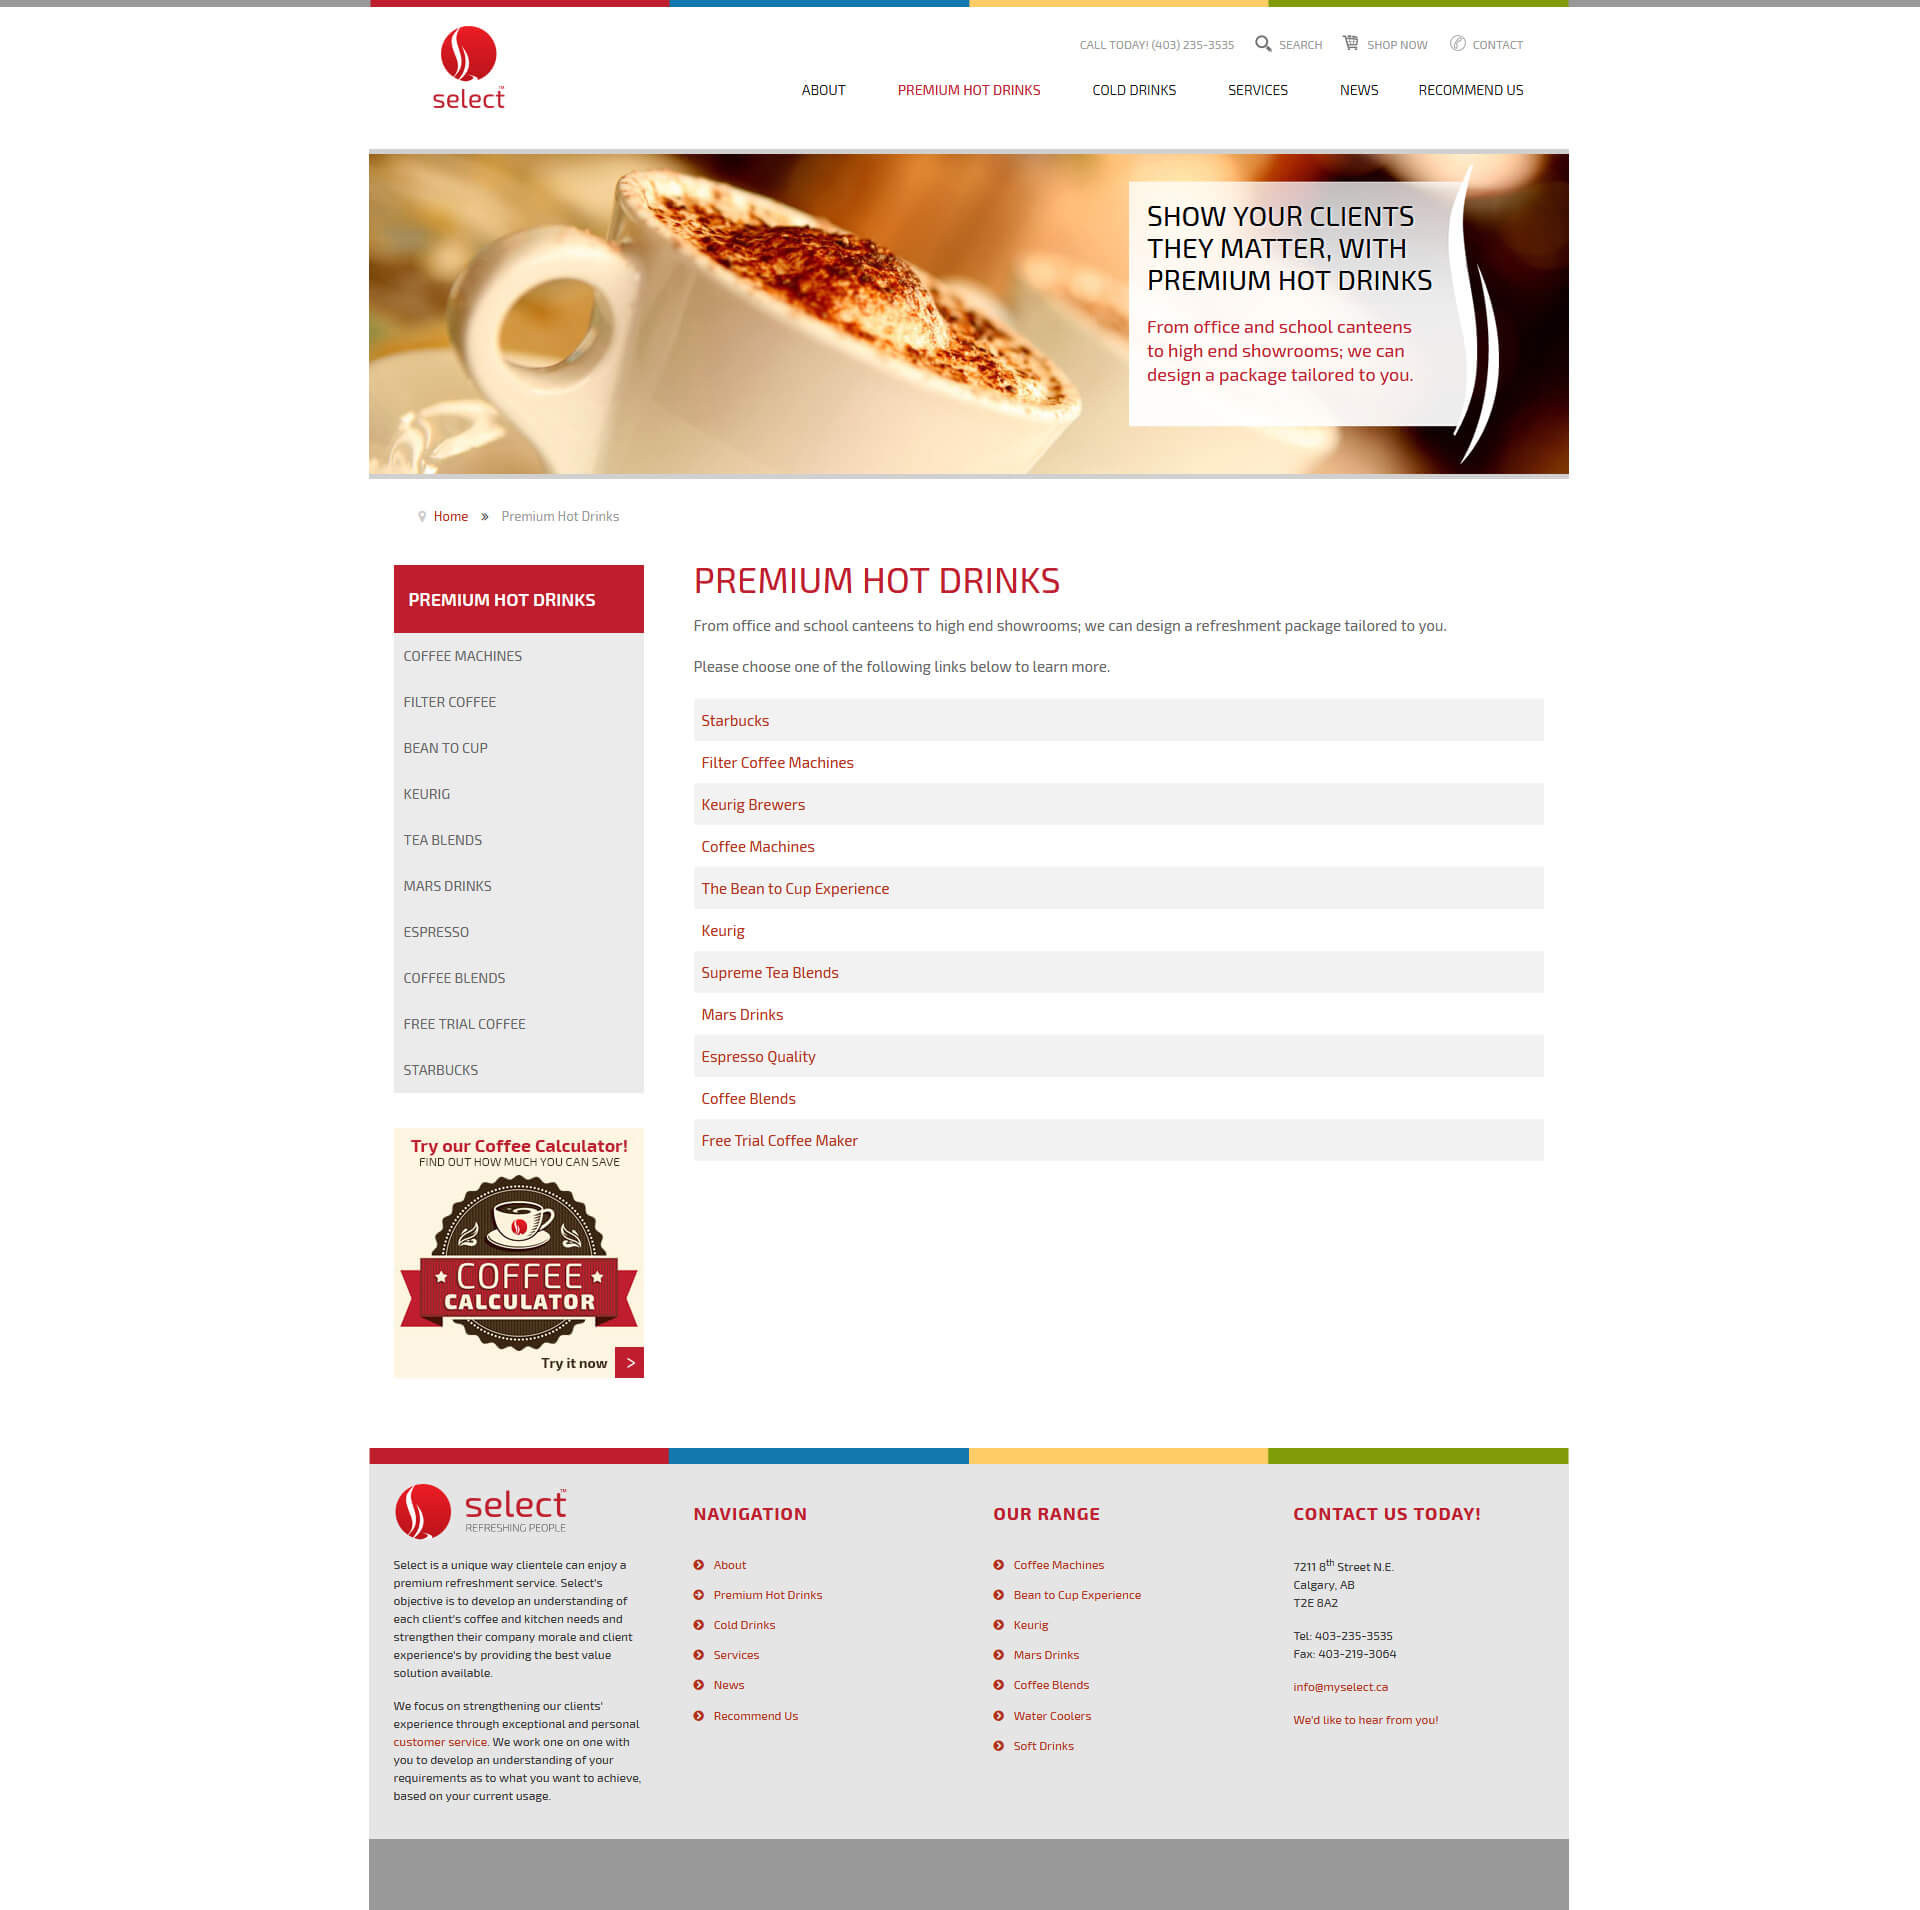 select™
CALL TODAY! (403) 235-3535
SEARCH
SHOP NOW
CONTACT
ABOUT
PREMIUM HOT DRINKS
COLD DRINKS
SERVICES
NEWS
RECOMMEND US
SHOW YOUR CLIENTS
THEY MATTER, WITH
PREMIUM HOT DRINKS
From office and school canteens
to high end showrooms; we can
design a package tailored to you.
Home » Premium Hot Drinks
PREMIUM HOT DRINKS
COFFEE MACHINES
FILTER COFFEE
BEAN TO CUP
KEURIG
TEA BLENDS
MARS DRINKS
ESPRESSO
COFFEE BLENDS
FREE TRIAL COFFEE
STARBUCKS
Try our Coffee Calculator!
FIND OUT HOW MUCH YOU CAN SAVE
COFFEE
CALCULATOR
Try it now >
PREMIUM HOT DRINKS
From office and school canteens to high end showrooms; we can design a refreshment package tailored to you.
Please choose one of the following links below to learn more.
Starbucks
Filter Coffee Machines
Keurig Brewers
Coffee Machines
The Bean to Cup Experience
Keurig
Supreme Tea Blends
Mars Drinks
Espresso Quality
Coffee Blends
Free Trial Coffee Maker
select™
REFRESHING PEOPLE
Select is a unique way clientele can enjoy a
premium refreshment service. Select's
objective is to develop an understanding of
each client's coffee and kitchen needs and
strengthen their company morale and client
experience's by providing the best value
solution available.
We focus on strengthening our clients'
experience through exceptional and personal
customer service. We work one on one with
you to develop an understanding of your
requirements as to what you want to achieve,
based on your current usage.
NAVIGATION
About
Premium Hot Drinks
Cold Drinks
Services
News
Recommend Us
OUR RANGE
Coffee Machines
Bean to Cup Experience
Keurig
Mars Drinks
Coffee Blends
Water Coolers
Soft Drinks
CONTACT US TODAY!
7211 8th Street N.E.
Calgary, AB
T2E 8A2
Tel: 403-235-3535
Fax: 403-219-3064
info@myselect.ca
We'd like to hear from you!